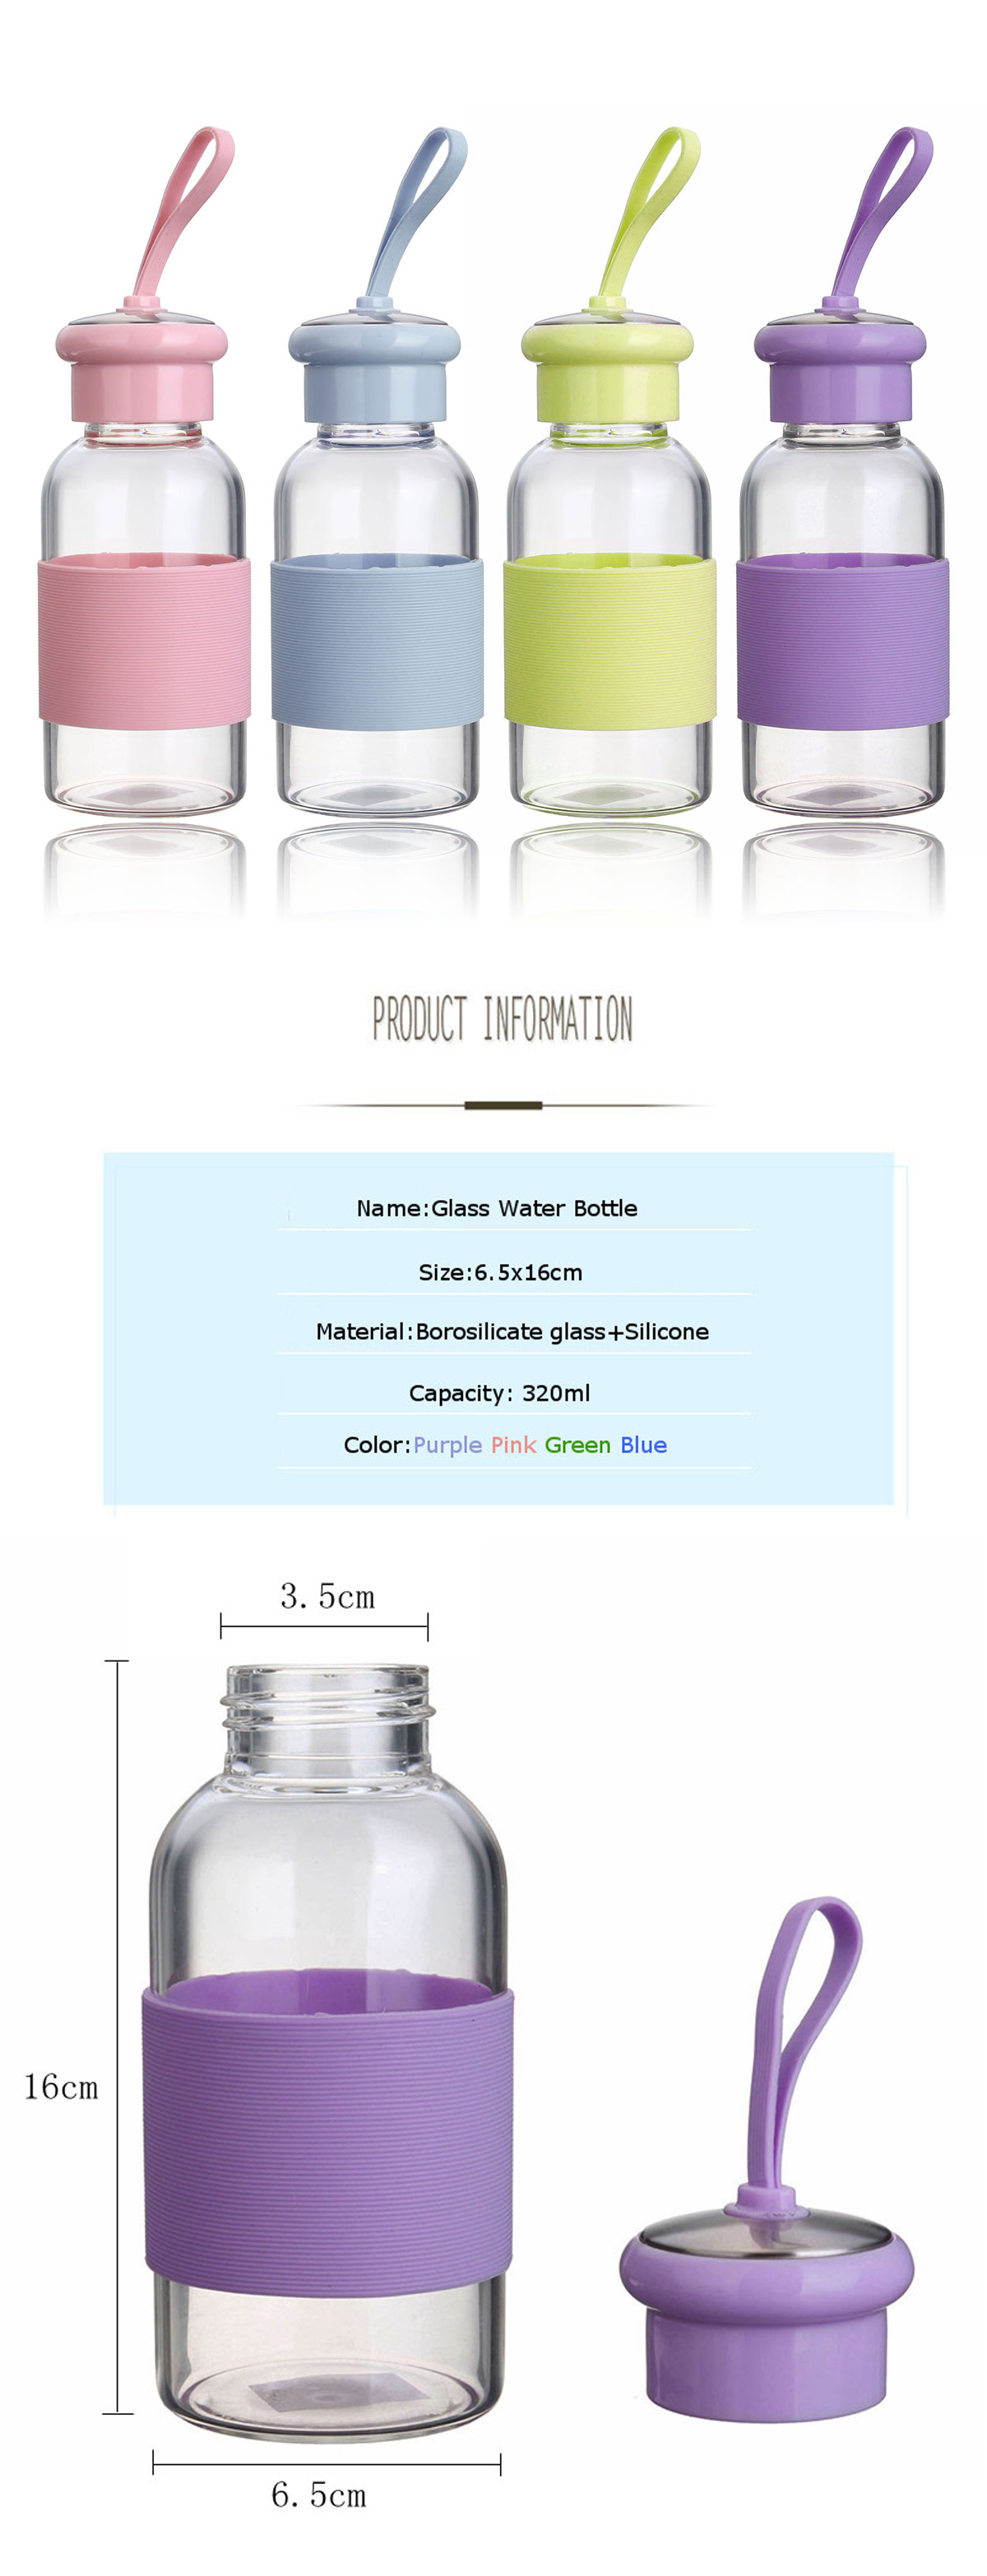 PRODUCT INFORMATION
Name:Glass Water Bottle
Size:6.5x16cm
Material:Borosilicate glass+Silicone
Capacity: 320ml
Color:Purple Pink Green Blue
3.5cm
16cm
6.5cm